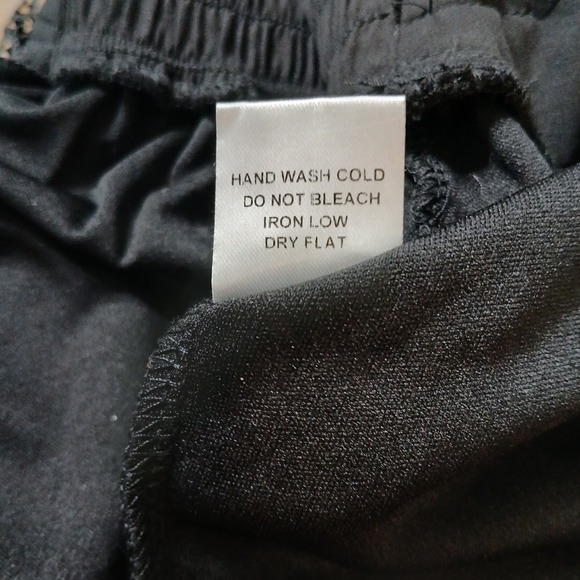 HAND WASH COLD
DO NOT BLEACH
IRON LOW
DRY FLAT